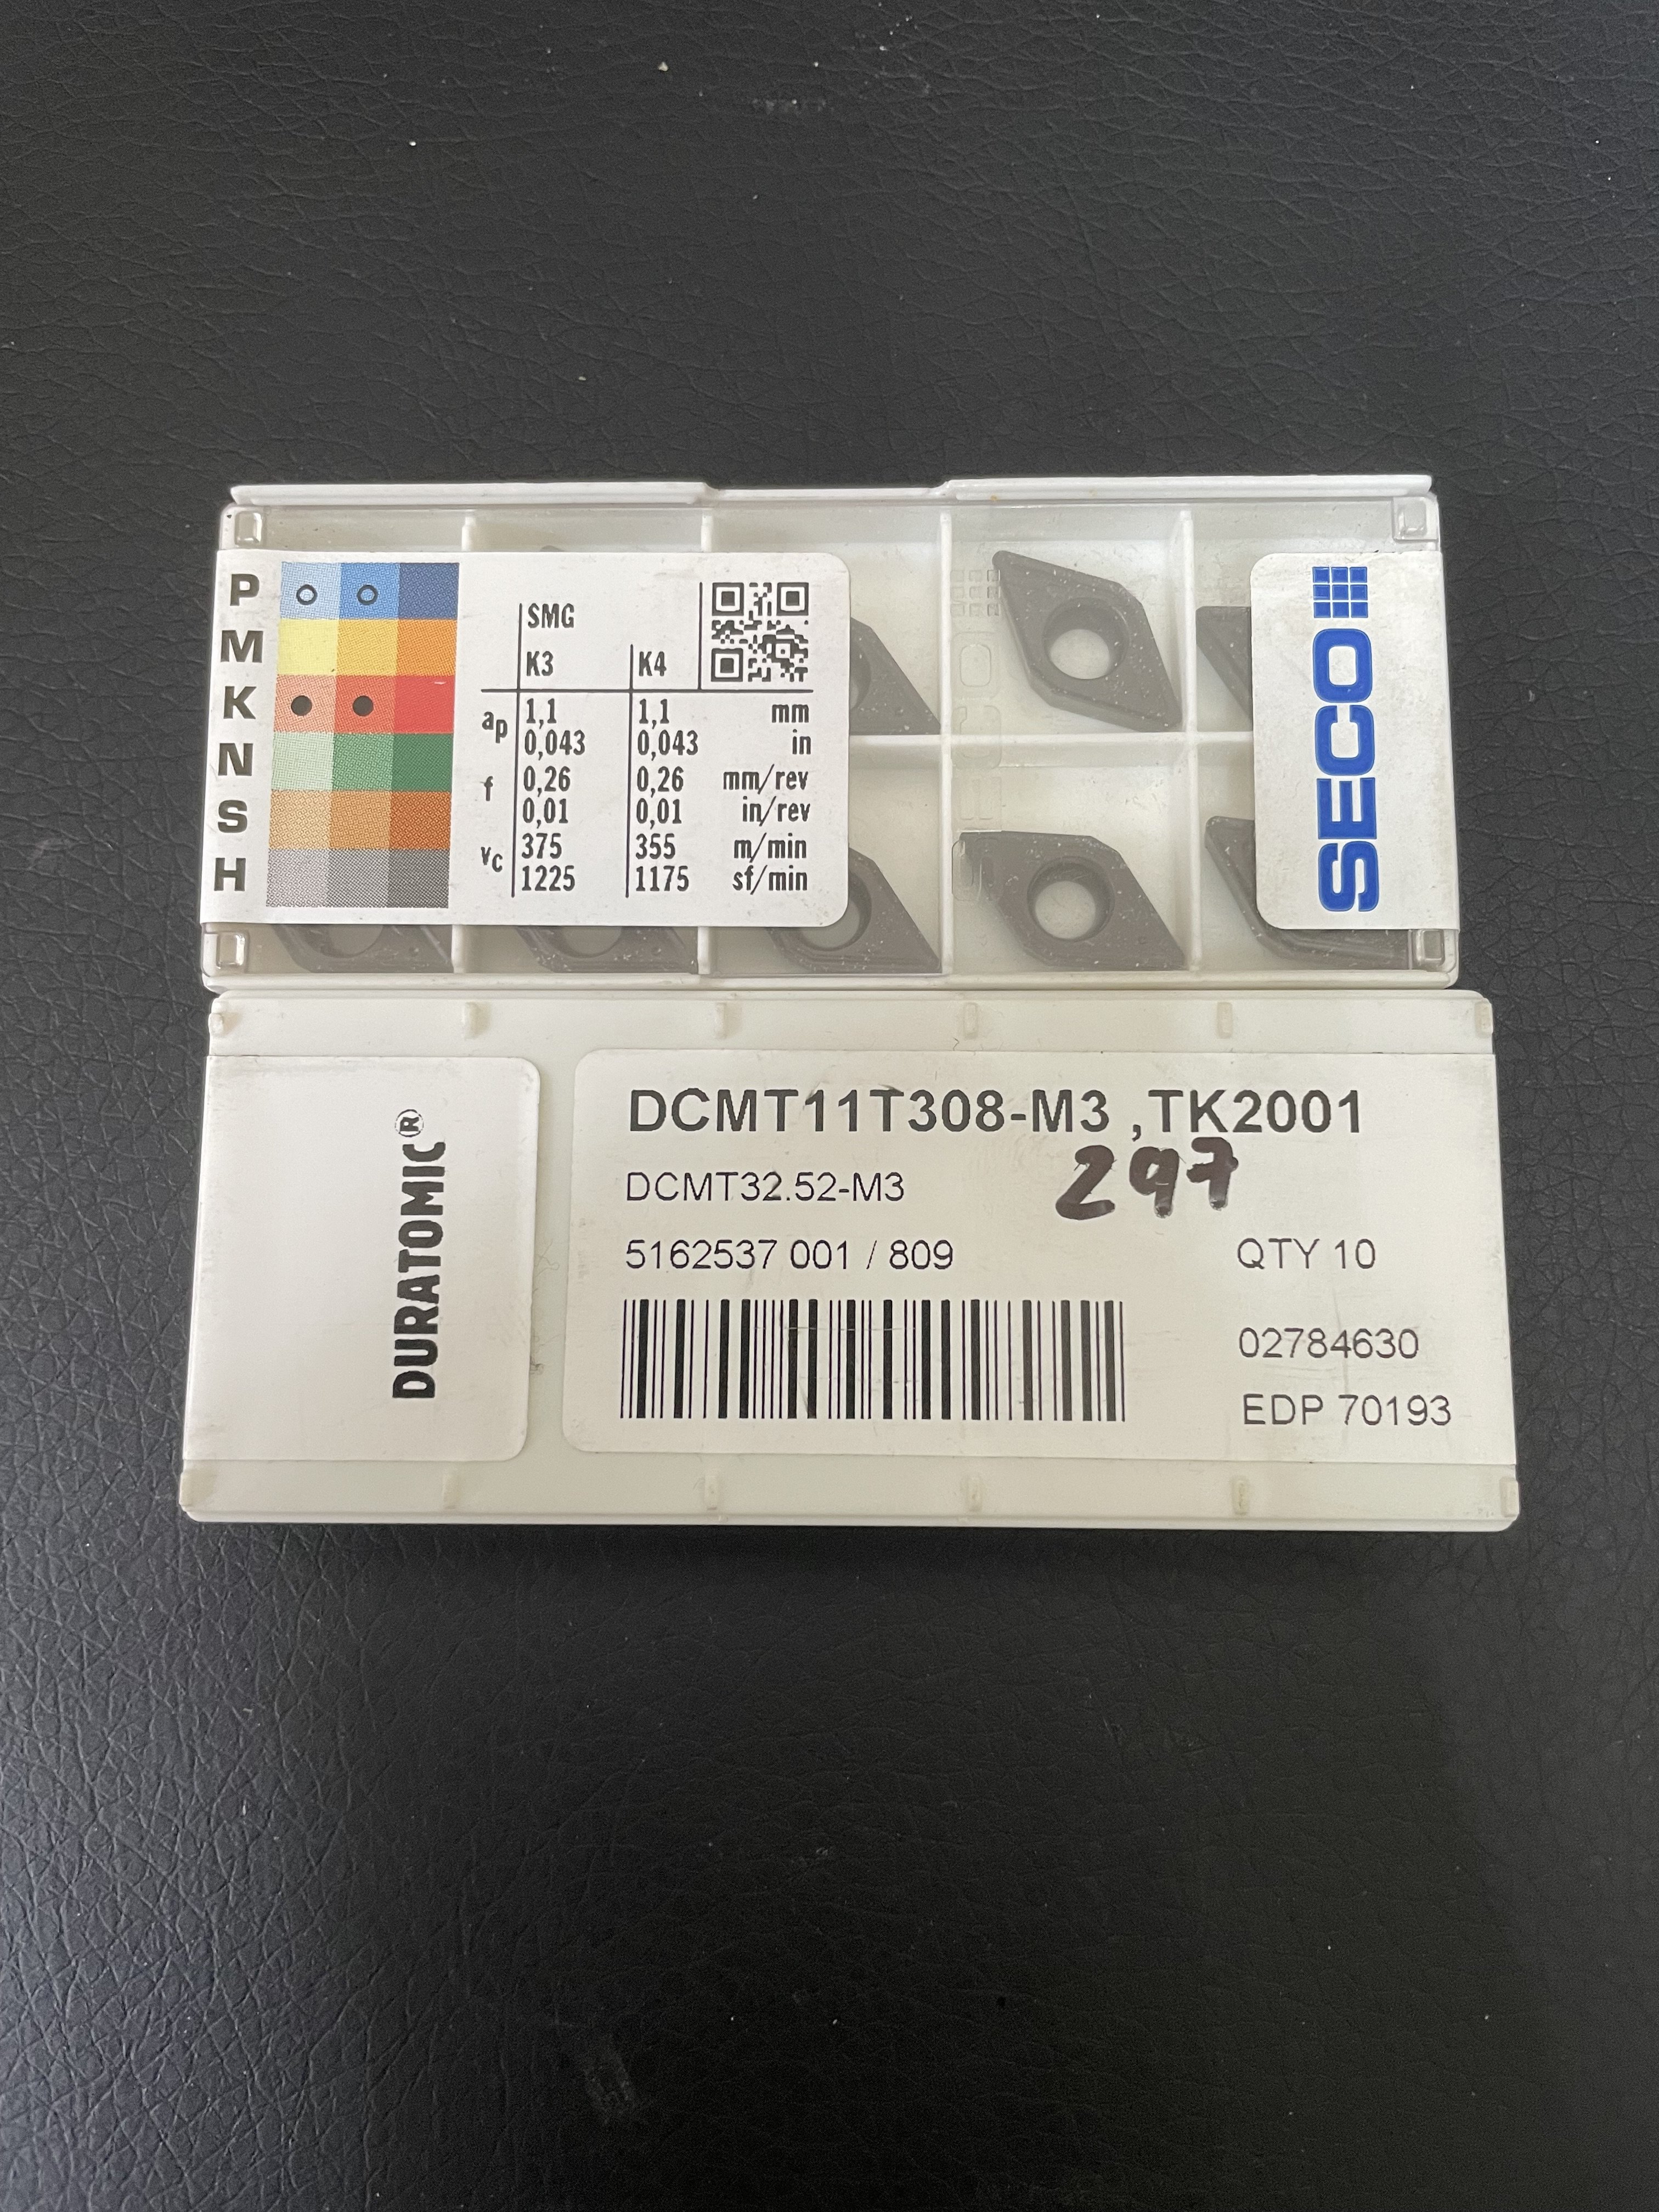 P
M
K
N
S
H
SMG
K3 K4
ap 1,1 1,1 mm
0,043 0,043 in
f 0,26 0,26 mm/rev
0,01 0,01 in/rev
vc 375 355 m/min
1225 1175 sf/min
SECO
SECO
DURATOMIC®
DCMT11T308-M3 ,TK2001
297
DCMT32.52-M3
5162537 001 / 809
QTY 10
02784630
EDP 70193